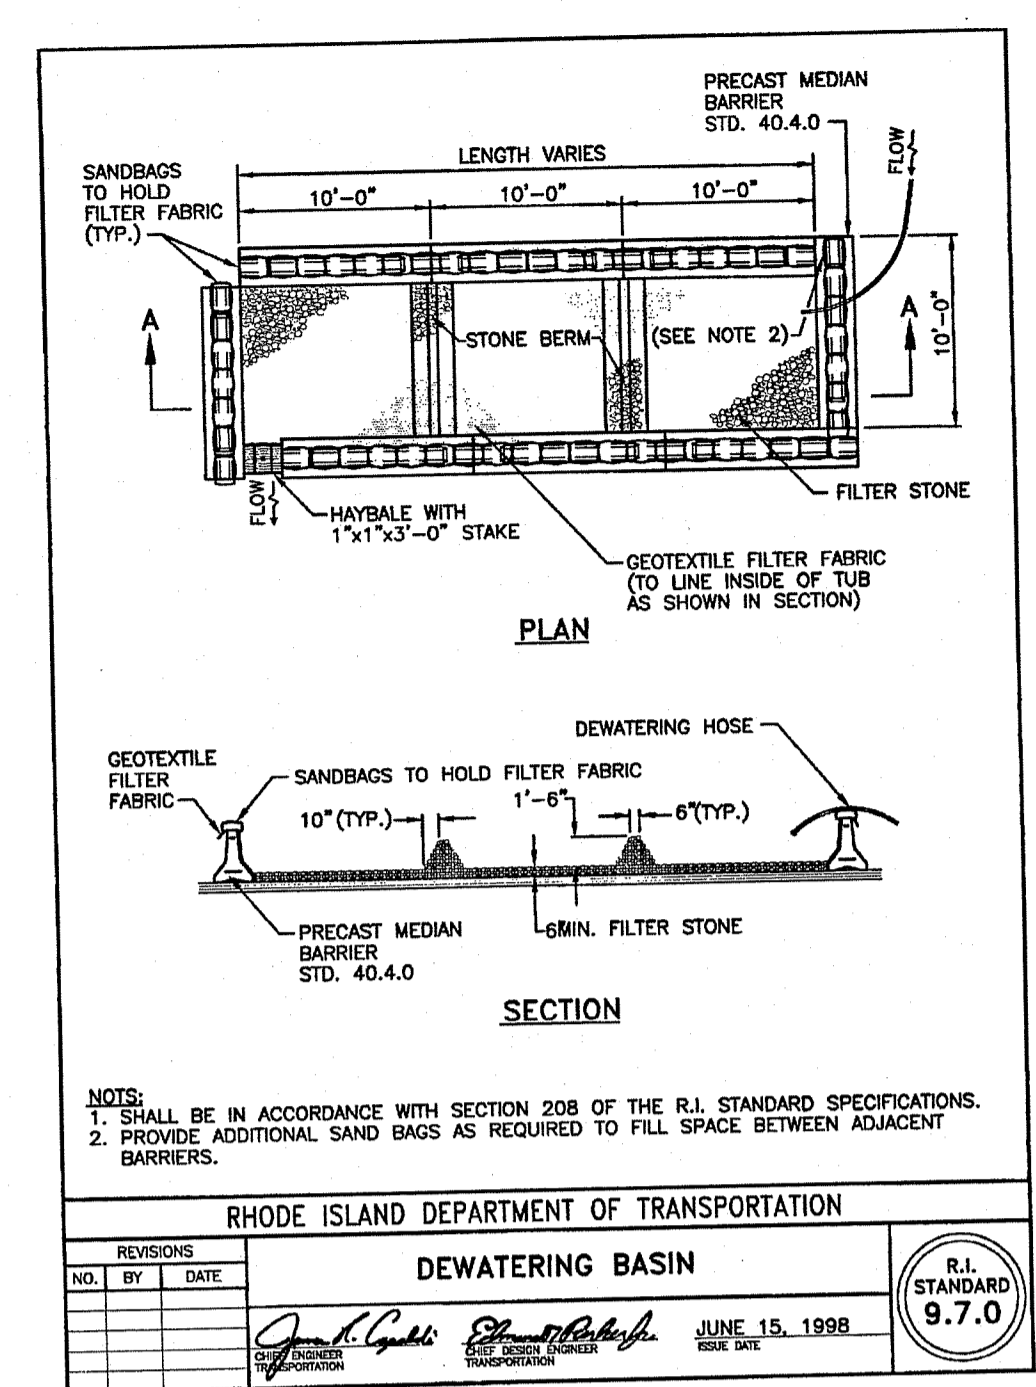 PRECAST MEDIAN
BARRIER
STD. 40.4.0
FLOW
LENGTH VARIES
SANDBAGS
TO HOLD
FILTER FABRIC
(TYP.)
10'-0"
10'-0"
10'-0"
A
STONE BERM
(SEE NOTE 2)
A
10'-0"
FLOW
HAYBALE WITH
1"x1"x3'-0" STAKE
FILTER STONE
GEOTEXTILE FILTER FABRIC
(TO LINE INSIDE OF TUB
AS SHOWN IN SECTION)
PLAN
DEWATERING HOSE
GEOTEXTILE
FILTER
FABRIC
SANDBAGS TO HOLD FILTER FABRIC
10" (TYP.)
1'-6"
6"(TYP.)
PRECAST MEDIAN
BARRIER
STD. 40.4.0
6"MIN. FILTER STONE
SECTION
NOTS:
1. SHALL BE IN ACCORDANCE WITH SECTION 208 OF THE R.I. STANDARD SPECIFICATIONS.
2. PROVIDE ADDITIONAL SAND BAGS AS REQUIRED TO FILL SPACE BETWEEN ADJACENT
BARRIERS.
RHODE ISLAND DEPARTMENT OF TRANSPORTATION
REVISIONS
NO. BY DATE
DEWATERING BASIN
R.I.
STANDARD
9.7.0
CHIEF ENGINEER
TRANSPORTATION
CHIEF DESIGN ENGINEER
TRANSPORTATION
JUNE 15, 1998
ISSUE DATE